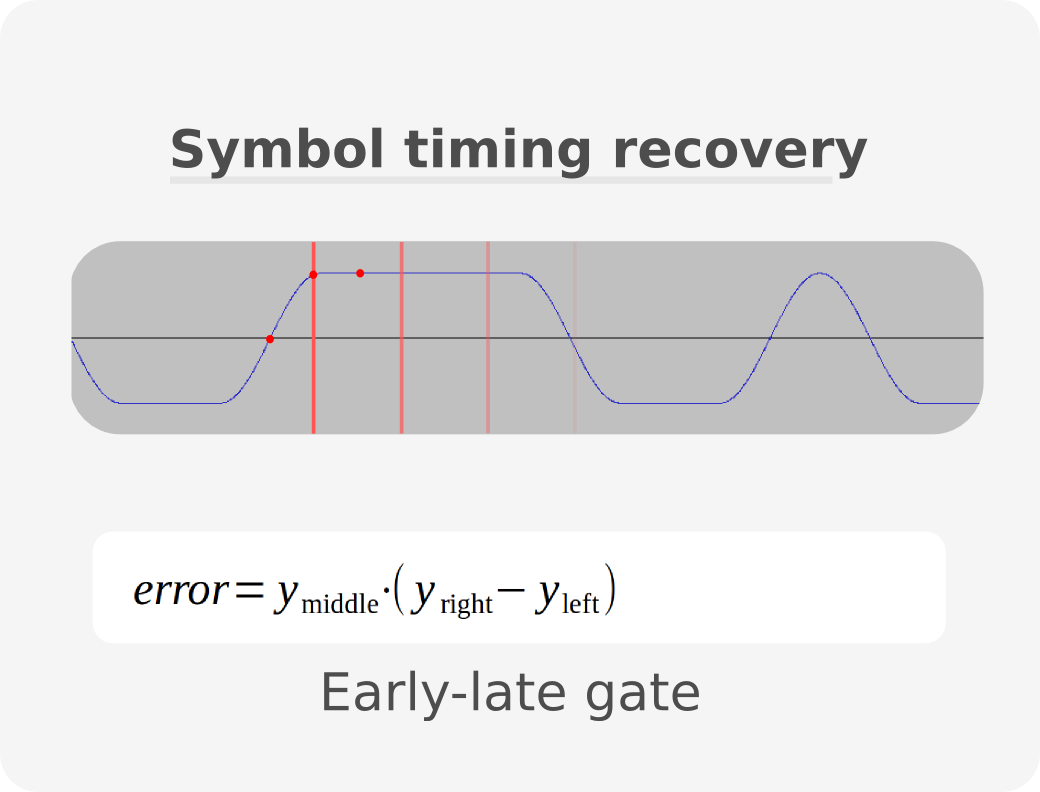 Symbol timing recovery
error = y_middle · ( y_right − y_left )
Early-late gate